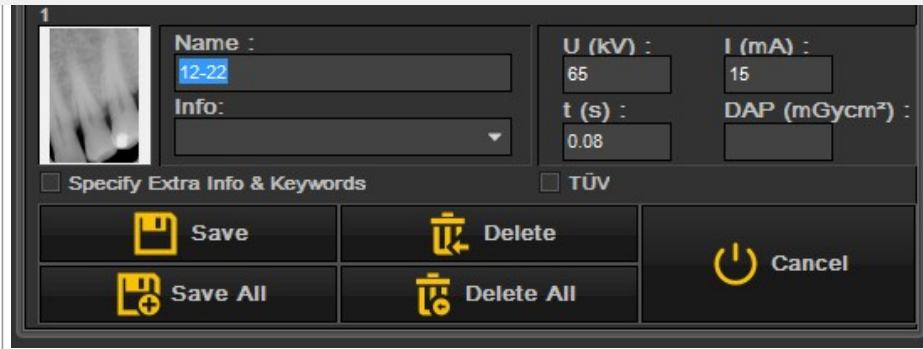 1
Name :
12-22
Info:
U (kV) :
I (mA) :
65
15
t (s) :
DAP (mGycm²) :
0.08
Specify Extra Info & Keywords
TÜV
Save
Delete
Cancel
Save All
Delete All